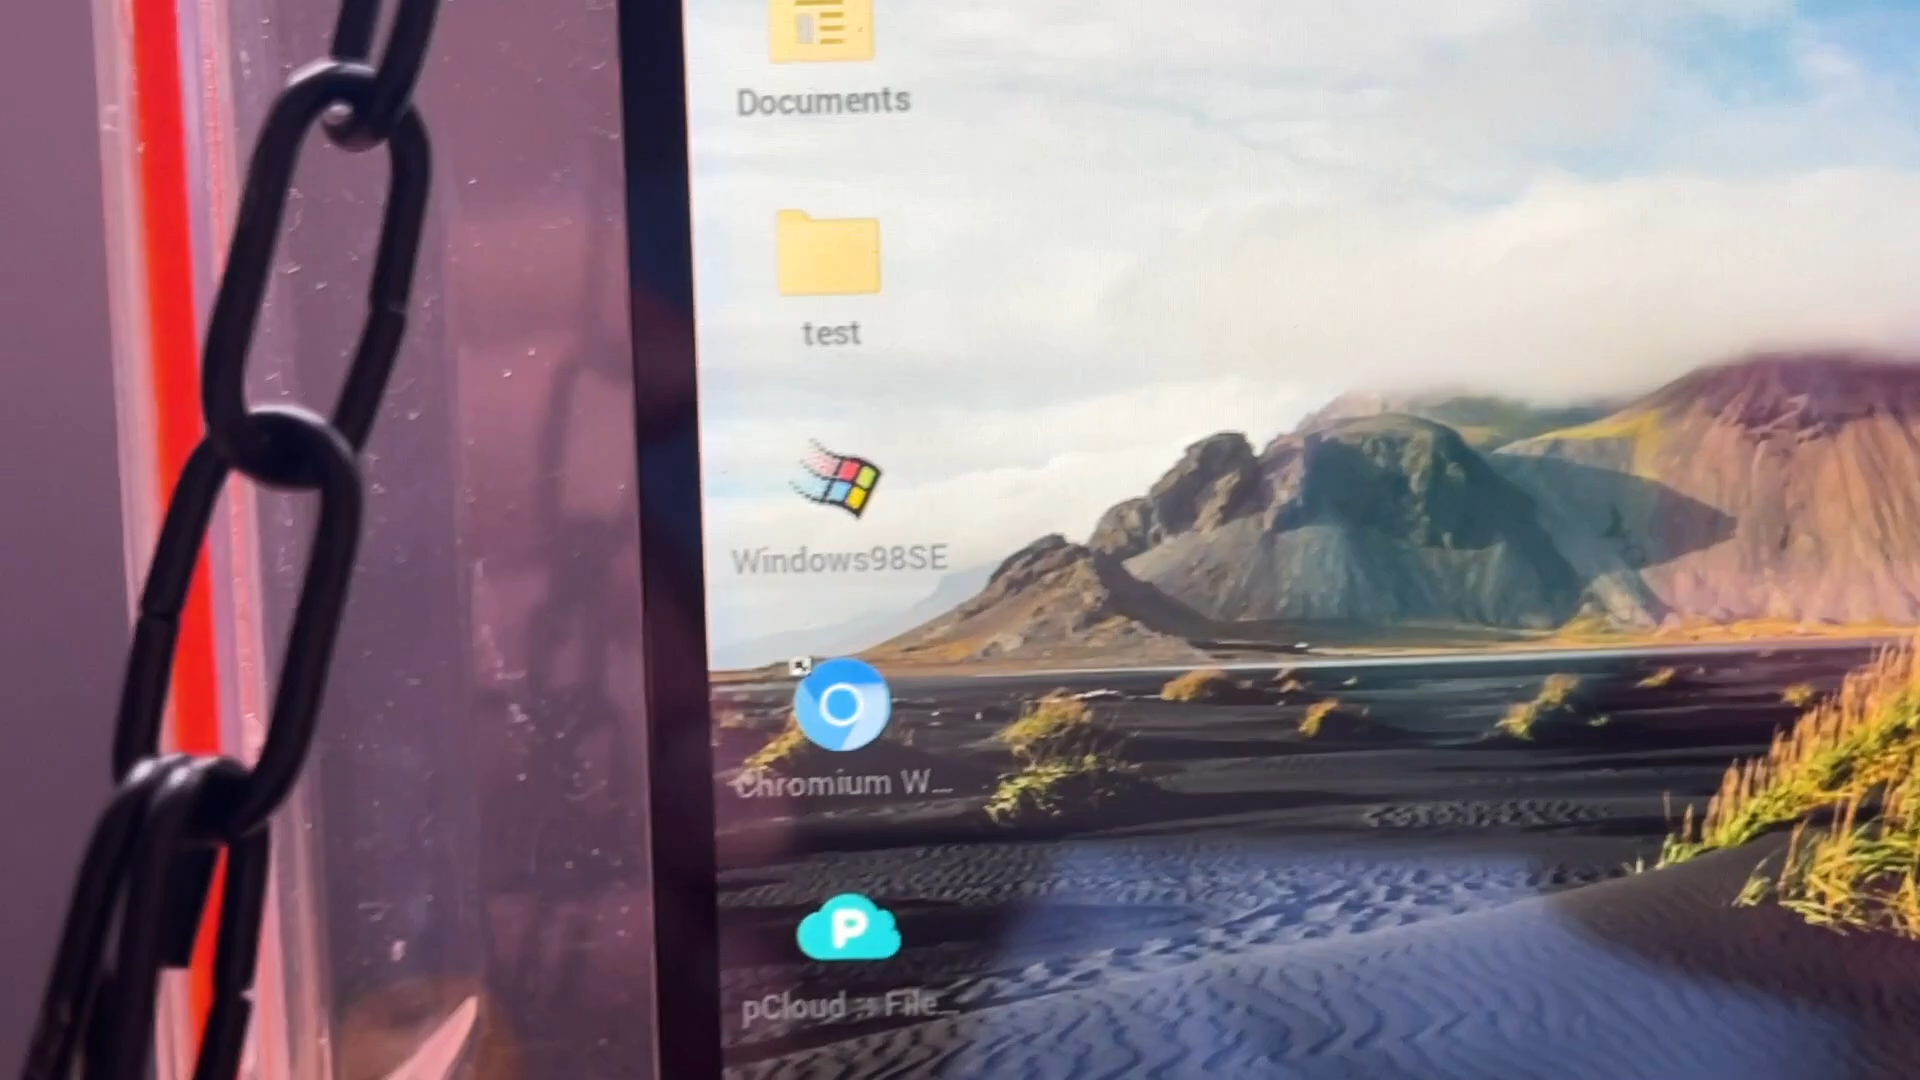 Documents
test
Windows98SE
Chromium W...
P
pCloud :: File...